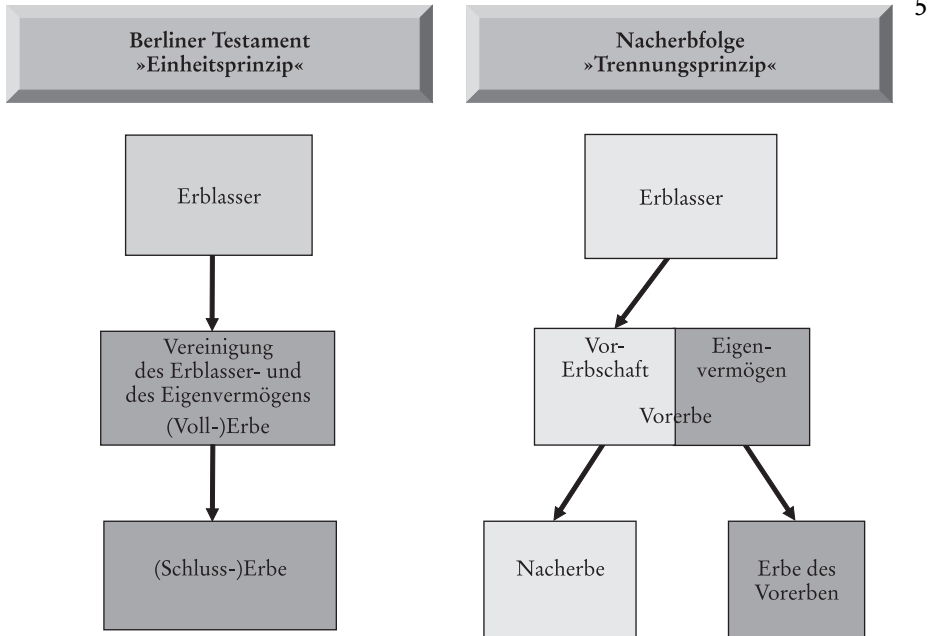 5
Berliner Testament
»Einheitsprinzip«
Erblasser
Vereinigung
des Erblasser- und
des Eigenvermögens
(Voll-)Erbe
(Schluss-)Erbe
Nacherbfolge
»Trennungsprinzip«
Erblasser
Vor-
Erbschaft
Eigen-
vermögen
Vorerbe
Nacherbe
Erbe des
Vorerben